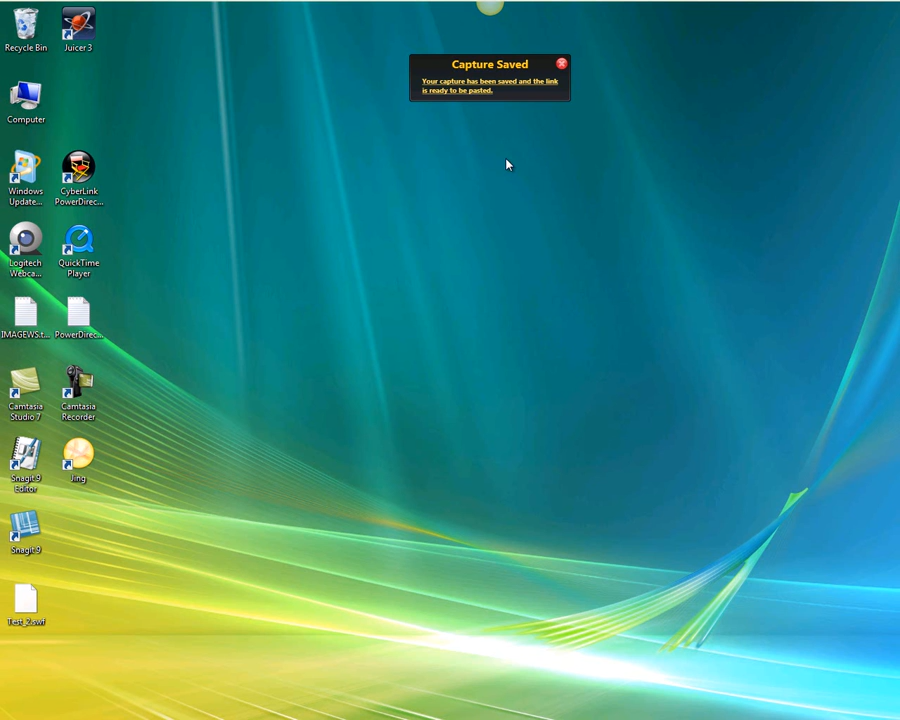 Recycle Bin
Juicer 3
Capture Saved
Your capture has been saved and the link
is ready to be pasted.
Computer
Windows
Update...
CyberLink
PowerDirec...
Logitech
Webca...
QuickTime
Player
IMAGEWS.t...
PowerDirec...
Camtasia
Studio 7
Camtasia
Recorder
Snagit 9
Editor
Jing
Snagit 9
Test_2.swf